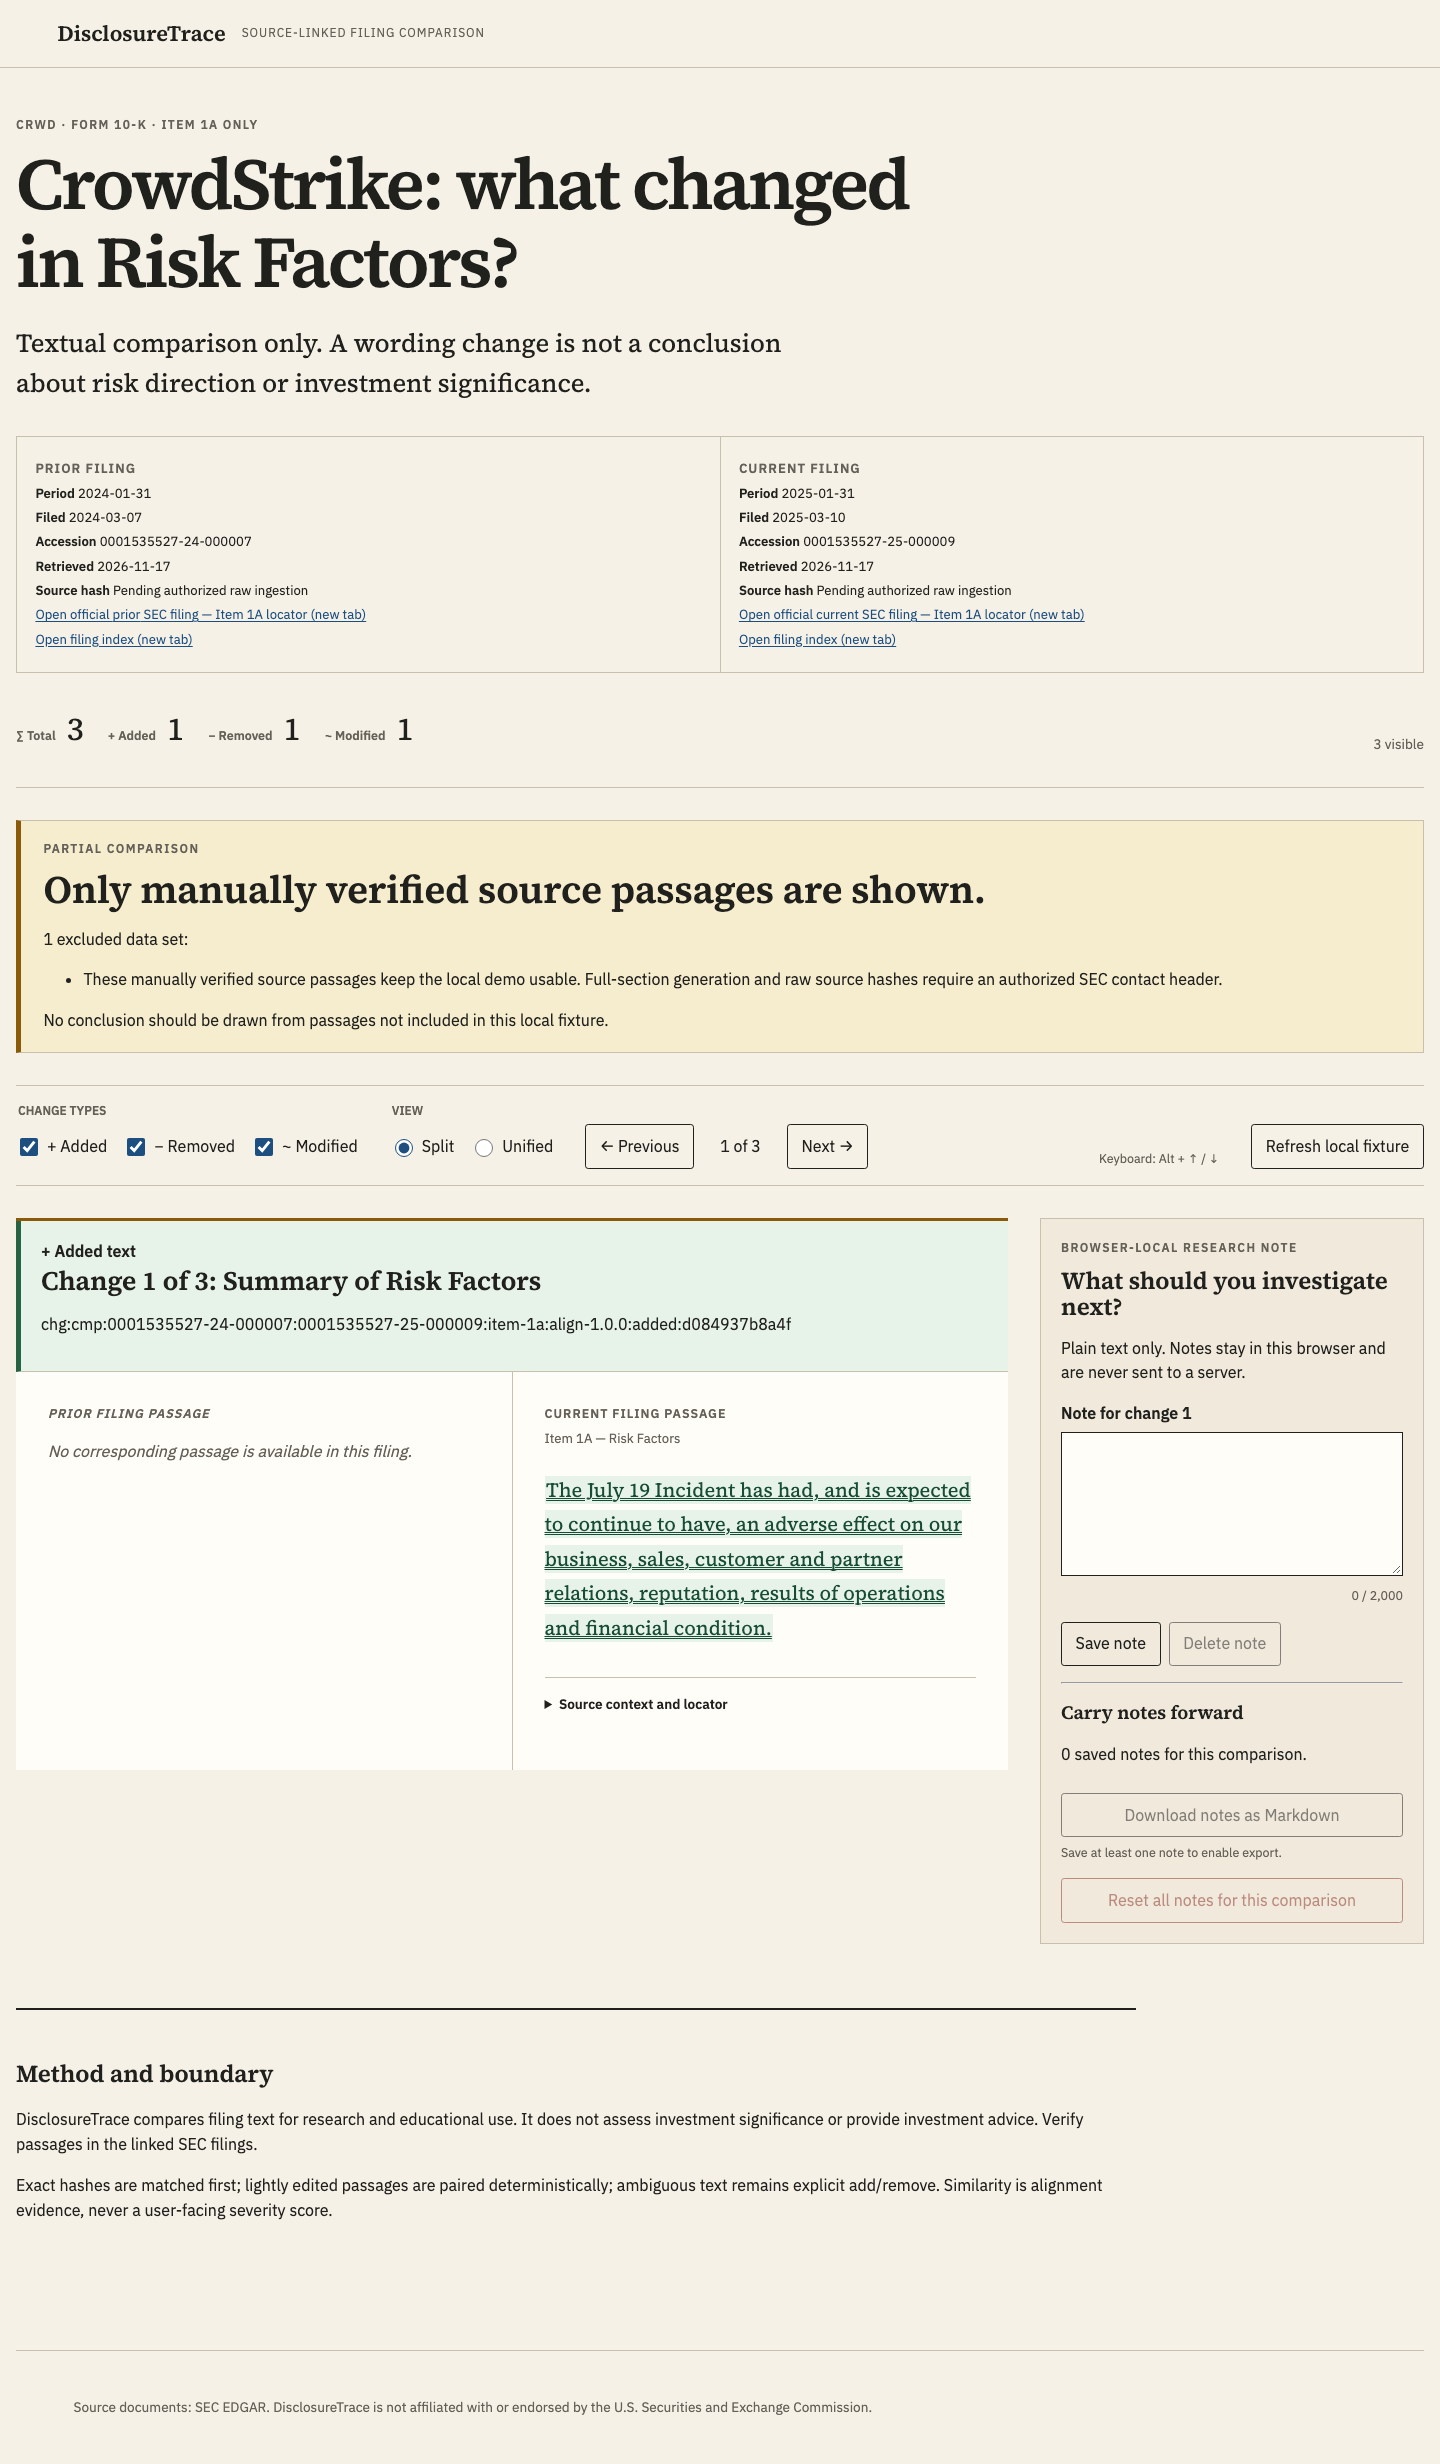 DisclosureTrace SOURCE-LINKED FILING COMPARISON
CRWD · FORM 10-K · ITEM 1A ONLY
CrowdStrike: what changed
in Risk Factors?
Textual comparison only. A wording change is not a conclusion
about risk direction or investment significance.
PRIOR FILING
Period 2024-01-31
Filed 2024-03-07
Accession 0001535527-24-000007
Retrieved 2026-11-17
Source hash Pending authorized raw ingestion
Open official prior SEC filing — Item 1A locator (new tab)
Open filing index (new tab)
CURRENT FILING
Period 2025-01-31
Filed 2025-03-10
Accession 0001535527-25-000009
Retrieved 2026-11-17
Source hash Pending authorized raw ingestion
Open official current SEC filing — Item 1A locator (new tab)
Open filing index (new tab)
∑ Total 3 + Added 1 − Removed 1 ~ Modified 1
3 visible
PARTIAL COMPARISON
Only manually verified source passages are shown.
1 excluded data set:
• These manually verified source passages keep the local demo usable. Full-section generation and raw source hashes require an authorized SEC contact header.
No conclusion should be drawn from passages not included in this local fixture.
CHANGE TYPES
+ Added − Removed ~ Modified
VIEW
Split Unified
← Previous 1 of 3 Next →
Keyboard: Alt + ↑ / ↓
Refresh local fixture
+ Added text
Change 1 of 3: Summary of Risk Factors
chg:cmp:0001535527-24-000007:0001535527-25-000009:item-1a:align-1.0.0:added:d084937b8a4f
PRIOR FILING PASSAGE
No corresponding passage is available in this filing.
CURRENT FILING PASSAGE
Item 1A — Risk Factors
The July 19 Incident has had, and is expected
to continue to have, an adverse effect on our
business, sales, customer and partner
relations, reputation, results of operations
and financial condition.
▶ Source context and locator
BROWSER-LOCAL RESEARCH NOTE
What should you investigate
next?
Plain text only. Notes stay in this browser and
are never sent to a server.
Note for change 1
0 / 2,000
Save note Delete note
Carry notes forward
0 saved notes for this comparison.
Download notes as Markdown
Save at least one note to enable export.
Reset all notes for this comparison
Method and boundary
DisclosureTrace compares filing text for research and educational use. It does not assess investment significance or provide investment advice. Verify
passages in the linked SEC filings.
Exact hashes are matched first; lightly edited passages are paired deterministically; ambiguous text remains explicit add/remove. Similarity is alignment
evidence, never a user-facing severity score.
Source documents: SEC EDGAR. DisclosureTrace is not affiliated with or endorsed by the U.S. Securities and Exchange Commission.